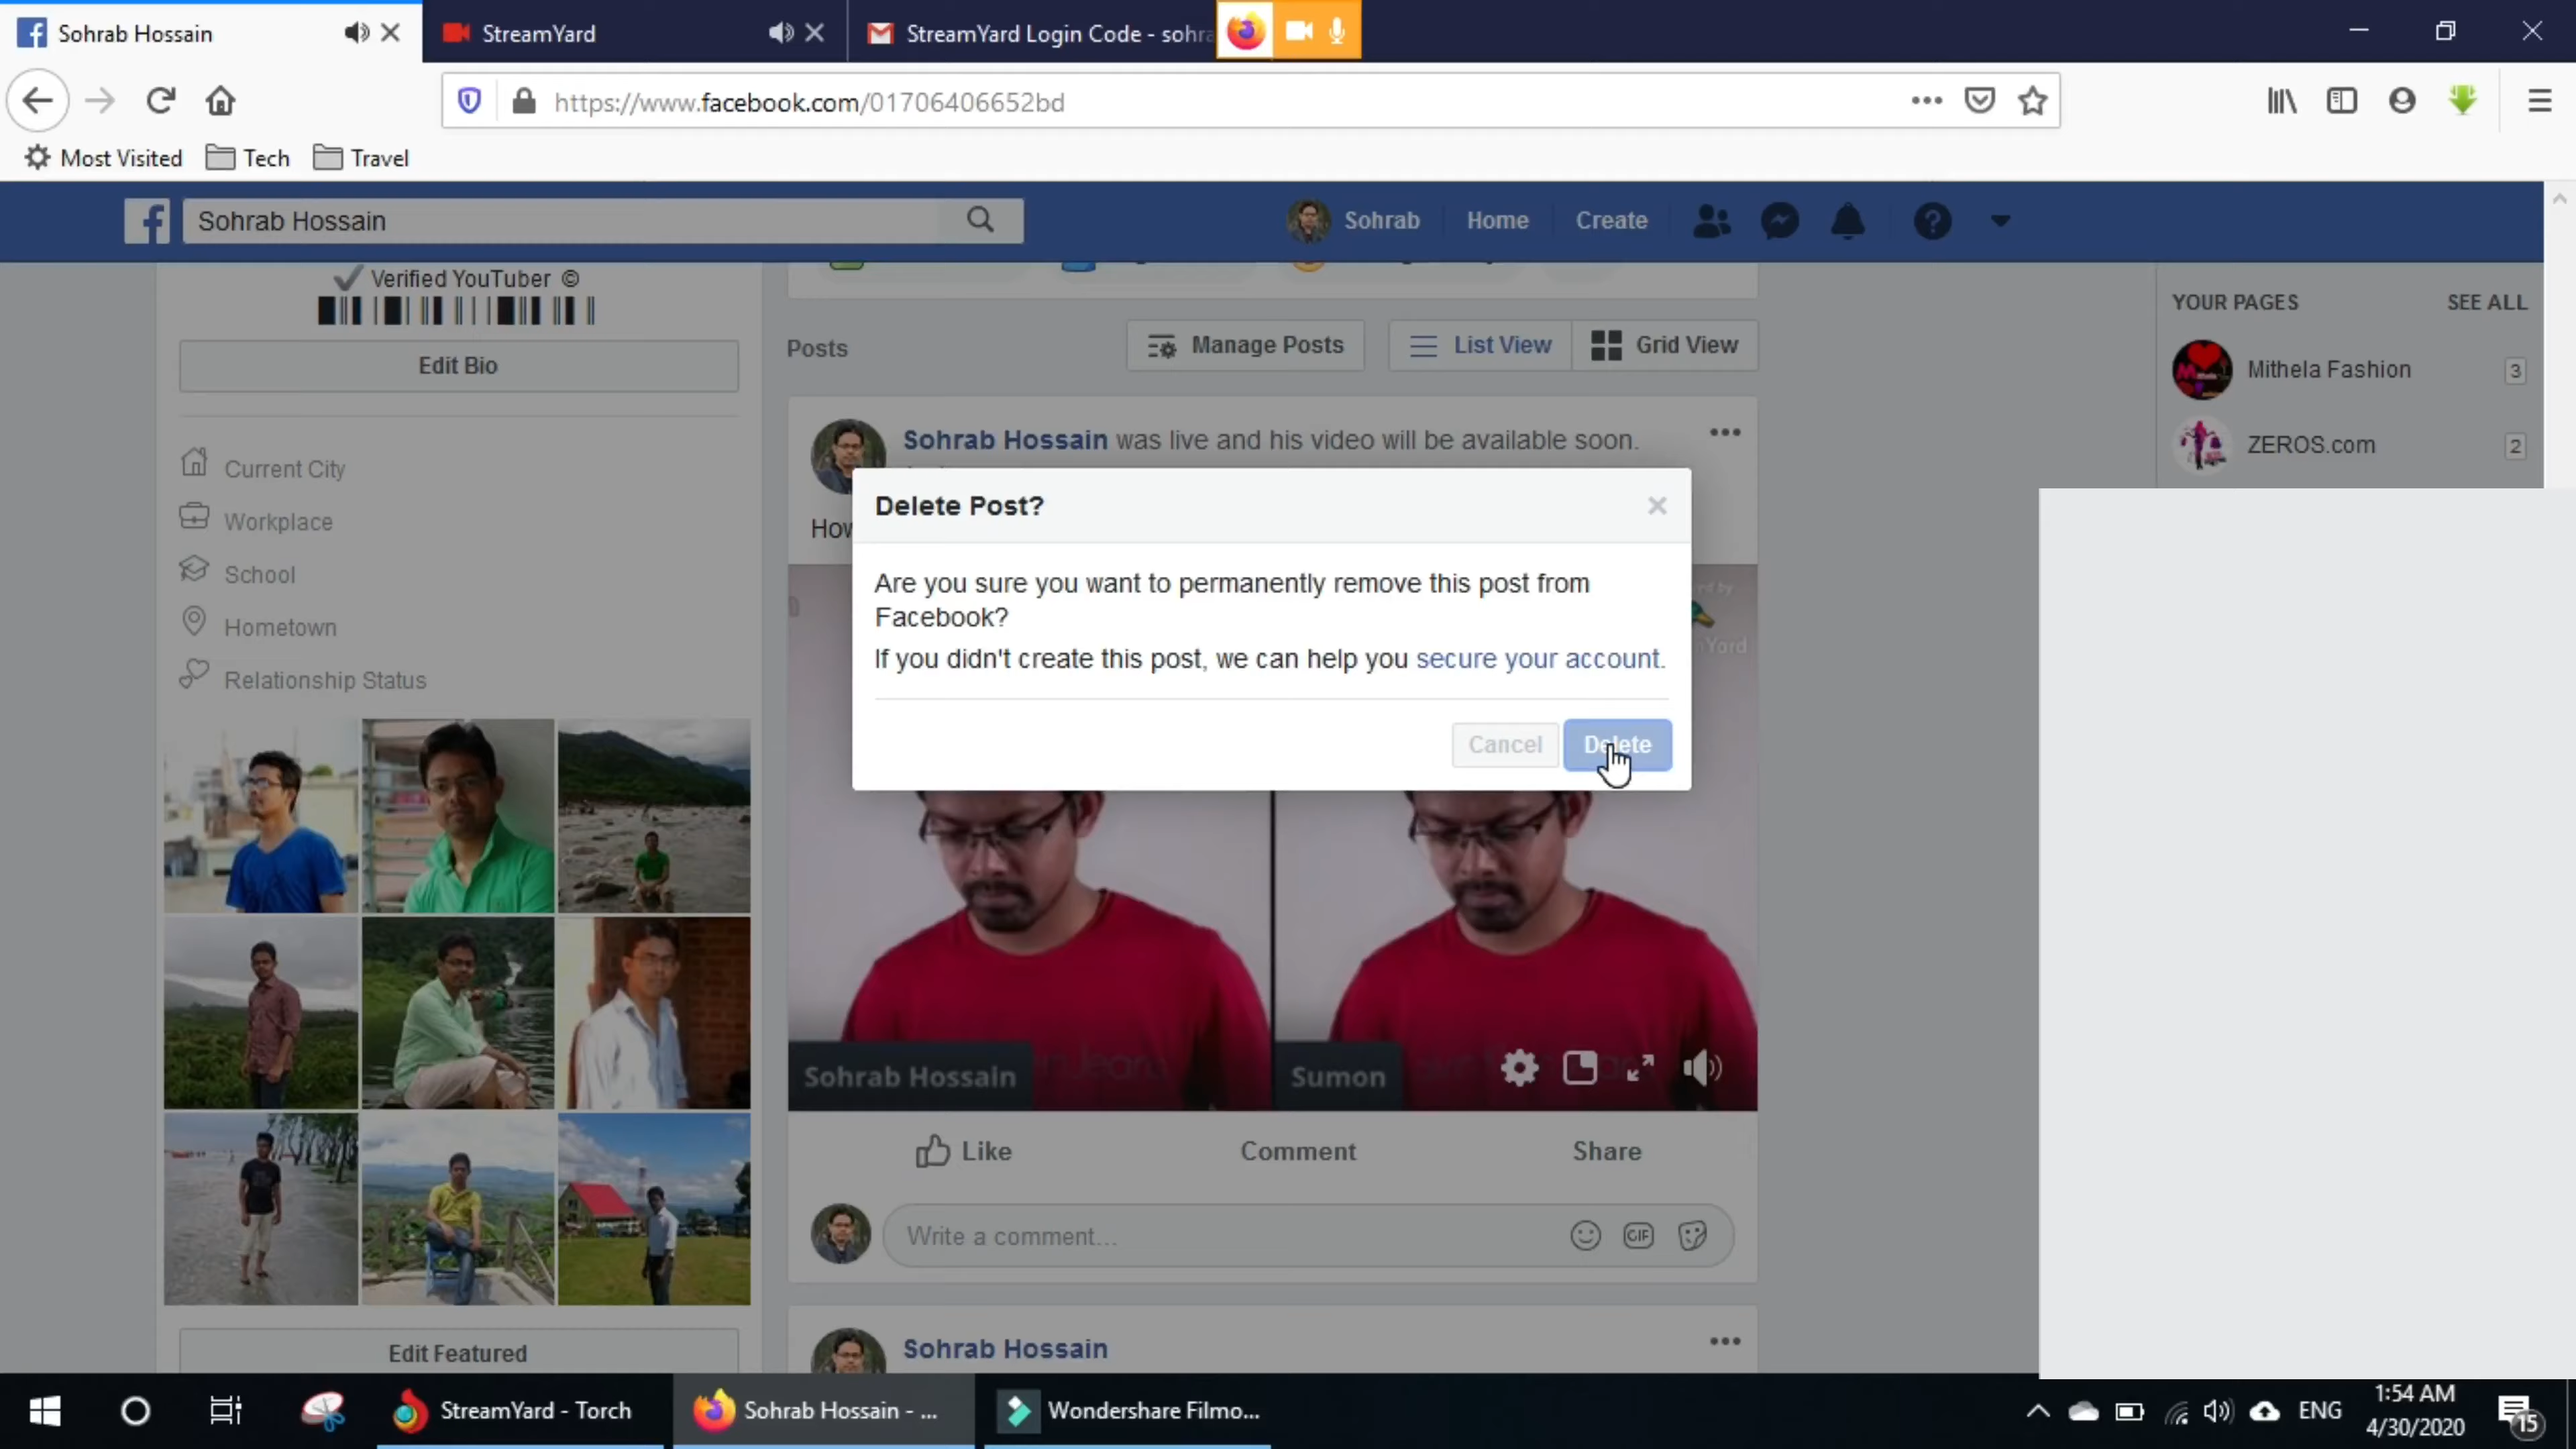 Sohrab Hossain
StreamYard
StreamYard Login Code - sohra
https://www.facebook.com/01706406652bd
Most Visited
Tech
Travel
Sohrab Hossain
Sohrab
Home
Create
Verified YouTuber ©
Edit Bio
Current City
Workplace
School
Hometown
Relationship Status
Edit Featured
Posts
Manage Posts
List View
Grid View
Sohrab Hossain was live and his video will be available soon.
How
Delete Post?
Are you sure you want to permanently remove this post from
Facebook?
If you didn't create this post, we can help you secure your account.
Cancel
Delete
Sohrab Hossain
Sumon
Like
Comment
Share
Write a comment...
GIF
Sohrab Hossain
YOUR PAGES
SEE ALL
Mithela Fashion
3
ZEROS.com
2
StreamYard - Torch
Sohrab Hossain - ...
Wondershare Filmo...
ENG
1:54 AM
4/30/2020
15